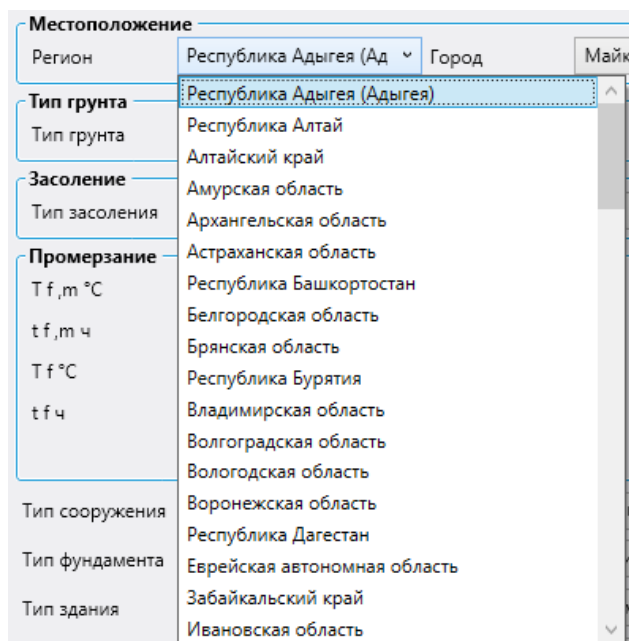 Местоположение
Регион Республика Адыгея (Ад Город Майк
Республика Адыгея (Адыгея)
Тип грунта
Республика Алтай
Тип грунта
Алтайский край
Засоление
Амурская область
Тип засоления
Архангельская область
Промерзание
Астраханская область
T f ,m °C
Республика Башкортостан
t f ,m ч
Белгородская область
Брянская область
T f °C
Республика Бурятия
t f ч
Владимирская область
Волгоградская область
Вологодская область
Тип сооружения
Воронежская область
Республика Дагестан
Тип фундамента
Еврейская автономная область
Забайкальский край
Тип здания
Ивановская область